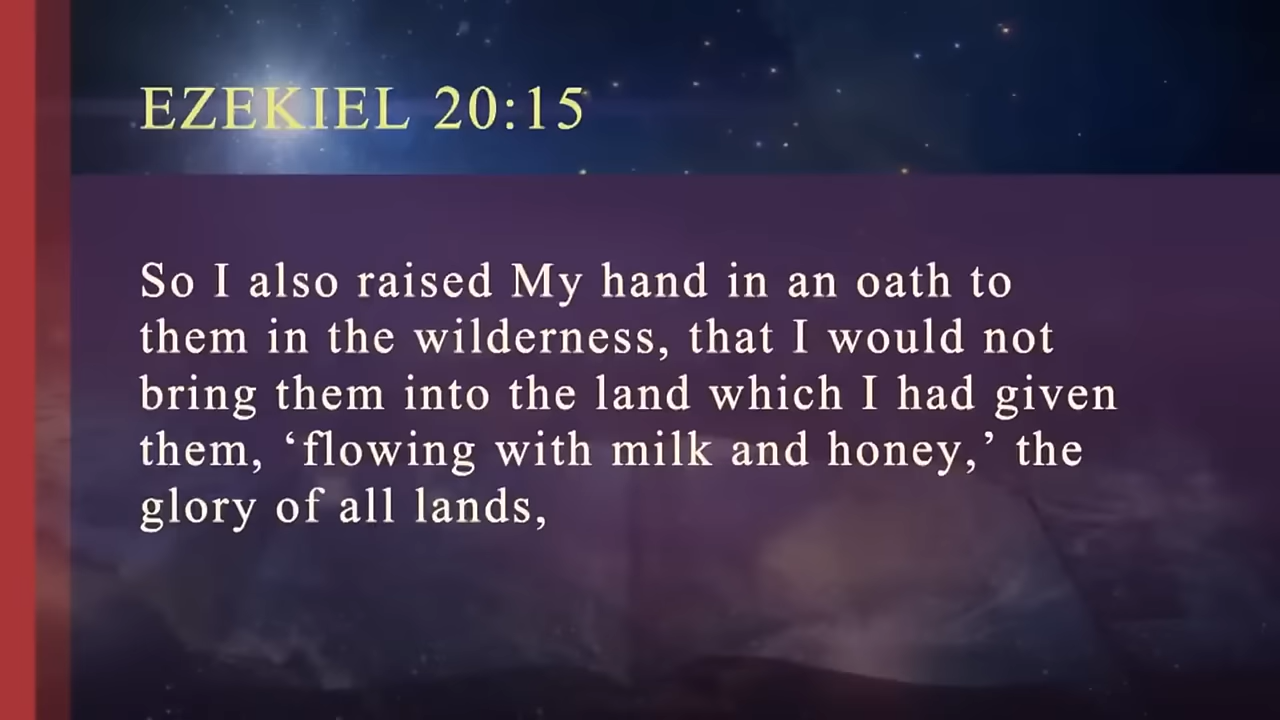 EZEKIEL 20:15
So I also raised My hand in an oath to
them in the wilderness, that I would not
bring them into the land which I had given
them, ‘flowing with milk and honey,’ the
glory of all lands,